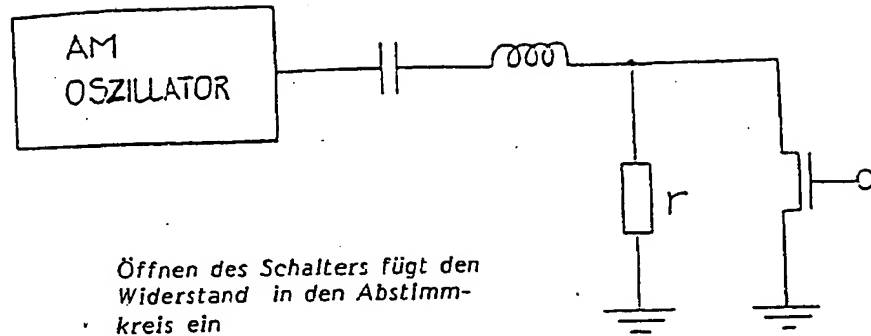 AM
OSZILLATOR
r
Öffnen des Schalters fügt den
Widerstand in den Abstimm-
kreis ein